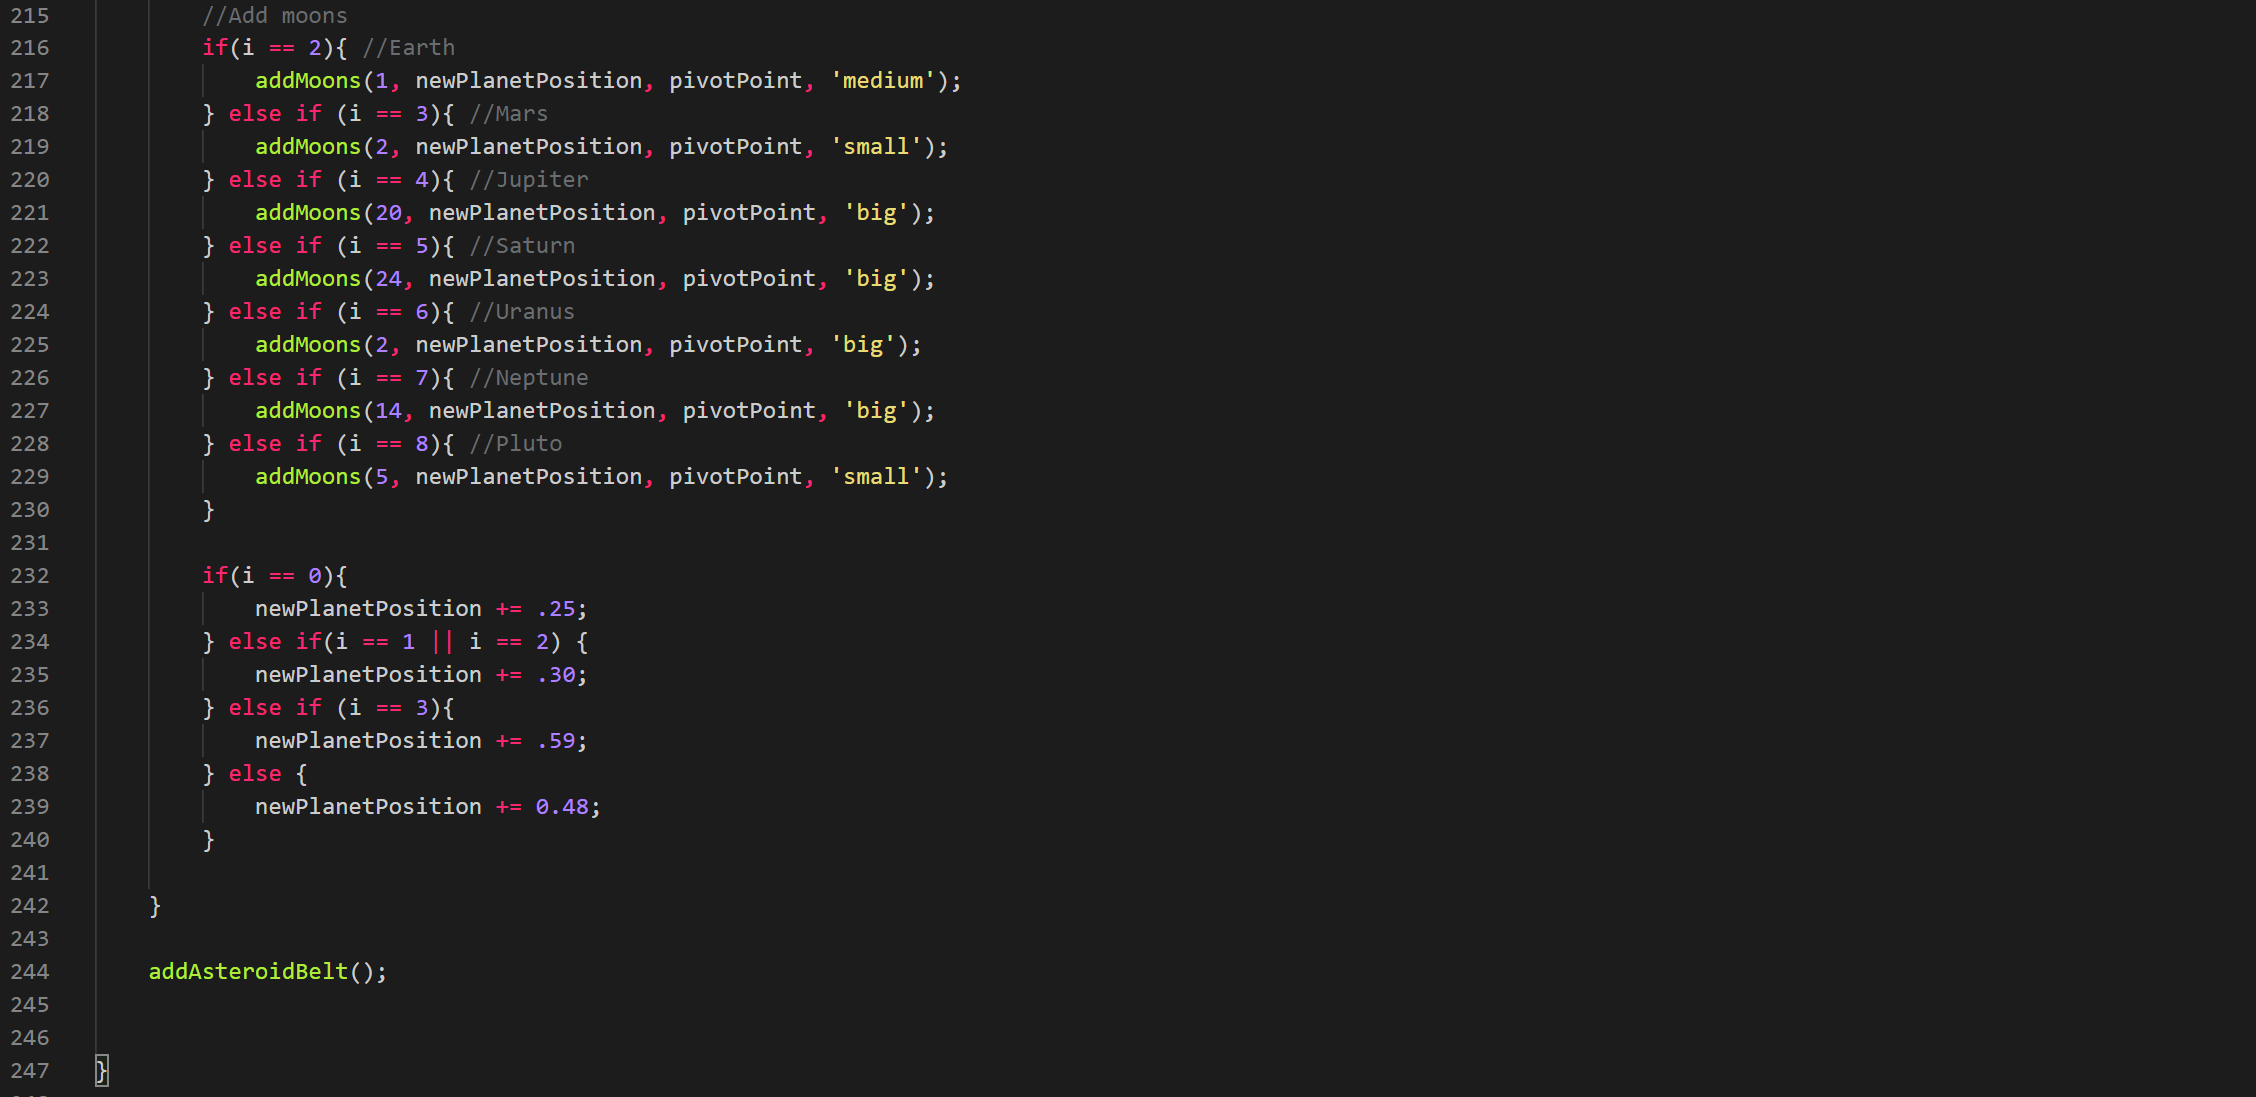 215 //Add moons
216 if(i == 2){ //Earth
217 addMoons(1, newPlanetPosition, pivotPoint, 'medium');
218 } else if (i == 3){ //Mars
219 addMoons(2, newPlanetPosition, pivotPoint, 'small');
220 } else if (i == 4){ //Jupiter
221 addMoons(20, newPlanetPosition, pivotPoint, 'big');
222 } else if (i == 5){ //Saturn
223 addMoons(24, newPlanetPosition, pivotPoint, 'big');
224 } else if (i == 6){ //Uranus
225 addMoons(2, newPlanetPosition, pivotPoint, 'big');
226 } else if (i == 7){ //Neptune
227 addMoons(14, newPlanetPosition, pivotPoint, 'big');
228 } else if (i == 8){ //Pluto
229 addMoons(5, newPlanetPosition, pivotPoint, 'small');
230 }
231
232 if(i == 0){
233 newPlanetPosition += .25;
234 } else if(i == 1 || i == 2) {
235 newPlanetPosition += .30;
236 } else if (i == 3){
237 newPlanetPosition += .59;
238 } else {
239 newPlanetPosition += 0.48;
240 }
241
242 }
243
244 addAsteroidBelt();
245
246
247 }